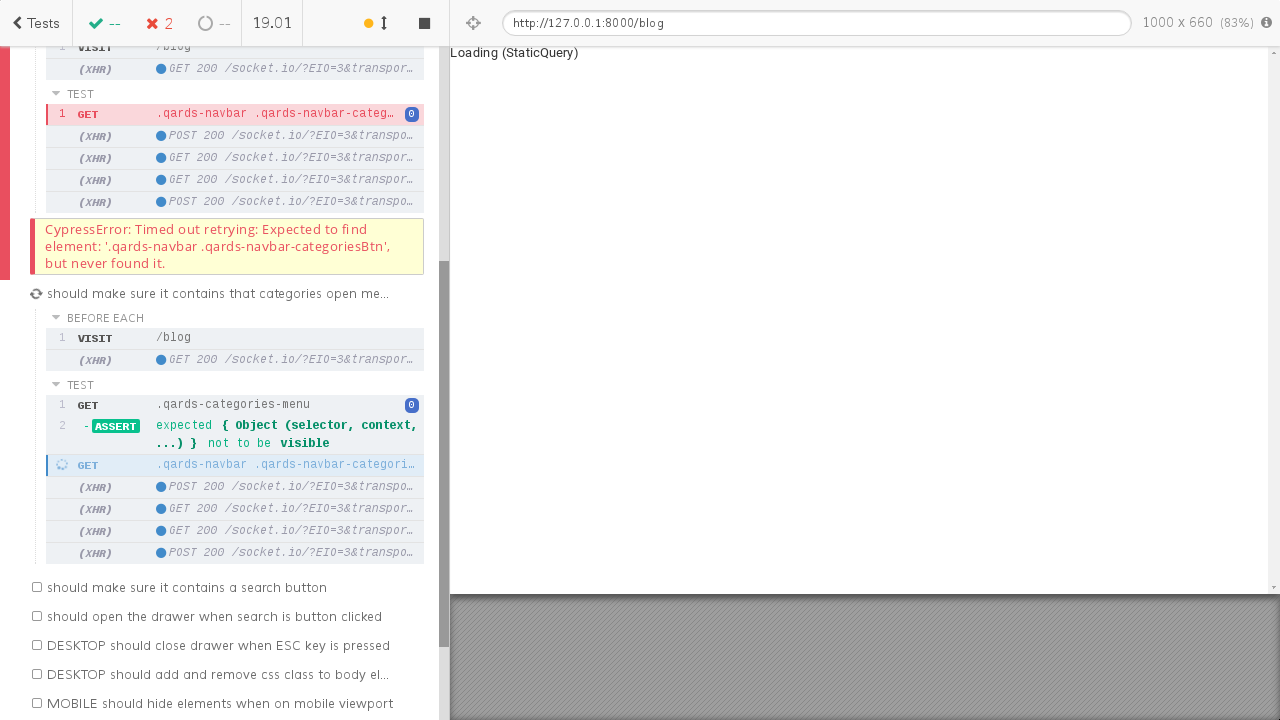 Tests
--
2
--
19.01
http://127.0.0.1:8000/blog
1000 x 660 (83%)
1 VISIT /blog
(XHR) GET 200 /socket.io/?EIO=3&transpor…
TEST
1 GET .qards-navbar .qards-navbar-categ… 0
(XHR) POST 200 /socket.io/?EIO=3&transpo…
(XHR) GET 200 /socket.io/?EIO=3&transpor…
(XHR) GET 200 /socket.io/?EIO=3&transpor…
(XHR) POST 200 /socket.io/?EIO=3&transpo…
CypressError: Timed out retrying: Expected to find
element: '.qards-navbar .qards-navbar-categoriesBtn',
but never found it.
should make sure it contains that categories open me...
BEFORE EACH
1 VISIT /blog
(XHR) GET 200 /socket.io/?EIO=3&transpor…
TEST
1 GET .qards-categories-menu 0
2 -ASSERT expected { Object (selector, context,
...) } not to be visible
GET .qards-navbar .qards-navbar-categori…
(XHR) POST 200 /socket.io/?EIO=3&transpo…
(XHR) GET 200 /socket.io/?EIO=3&transpor…
(XHR) GET 200 /socket.io/?EIO=3&transpor…
(XHR) POST 200 /socket.io/?EIO=3&transpo…
should make sure it contains a search button
should open the drawer when search is button clicked
DESKTOP should close drawer when ESC key is pressed
DESKTOP should add and remove css class to body el...
MOBILE should hide elements when on mobile viewport
Loading (StaticQuery)